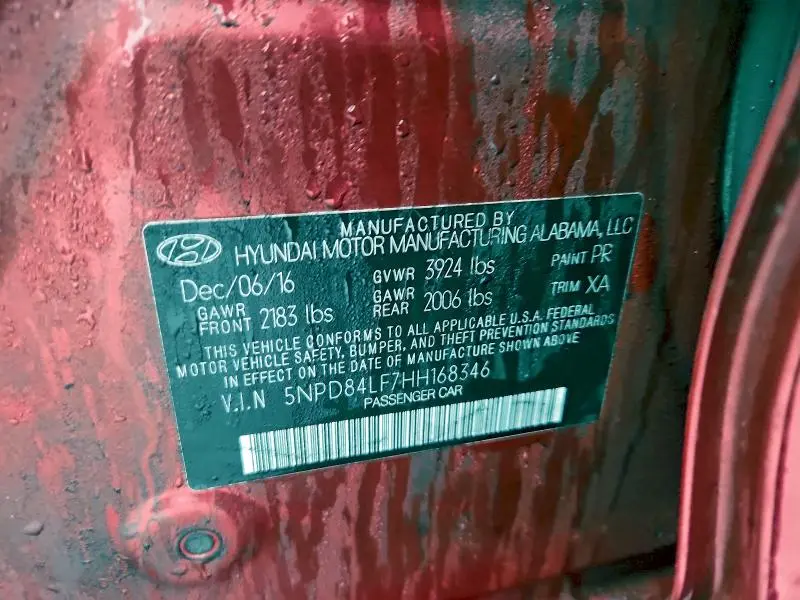 MANUFACTURED BY
HYUNDAI MOTOR MANUFACTURING ALABAMA, LLC
Dec/06/16 GVWR 3924 lbs PAINT PR
GAWR FRONT 2183 lbs GAWR REAR 2006 lbs TRIM XA
THIS VEHICLE CONFORMS TO ALL APPLICABLE U.S.A. FEDERAL
MOTOR VEHICLE SAFETY, BUMPER, AND THEFT PREVENTION STANDARDS
IN EFFECT ON THE DATE OF MANUFACTURE SHOWN ABOVE
V.I.N 5NPD84LF7HH168346
PASSENGER CAR